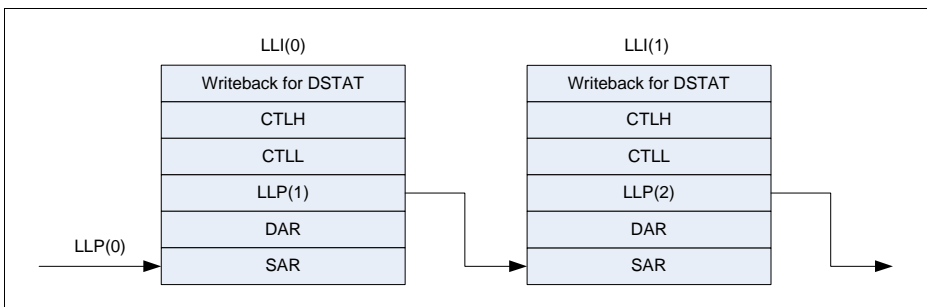 LLI(0)
Writeback for DSTAT
CTLH
CTLL
LLP(1)
DAR
SAR
LLP(0)
LLI(1)
Writeback for DSTAT
CTLH
CTLL
LLP(2)
DAR
SAR